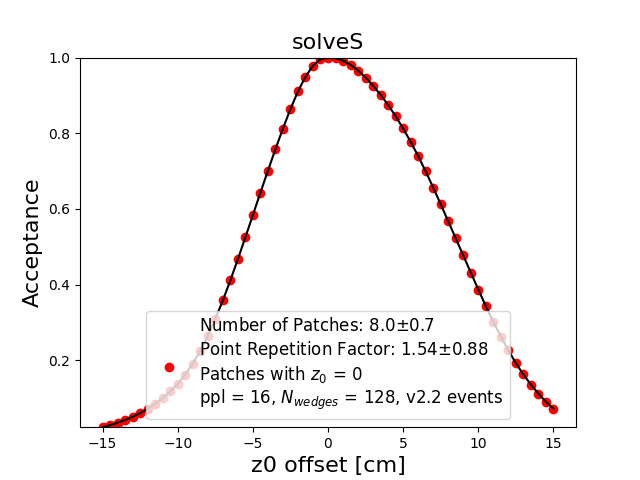 solveS
Acceptance
1.0
0.8
0.6
0.4
0.2
Number of Patches: 8.0±0.7
Point Repetition Factor: 1.54±0.88
Patches with z₀ = 0
ppl = 16, N_wedges = 128, v2.2 events
−15 −10 −5 0 5 10 15
z0 offset [cm]